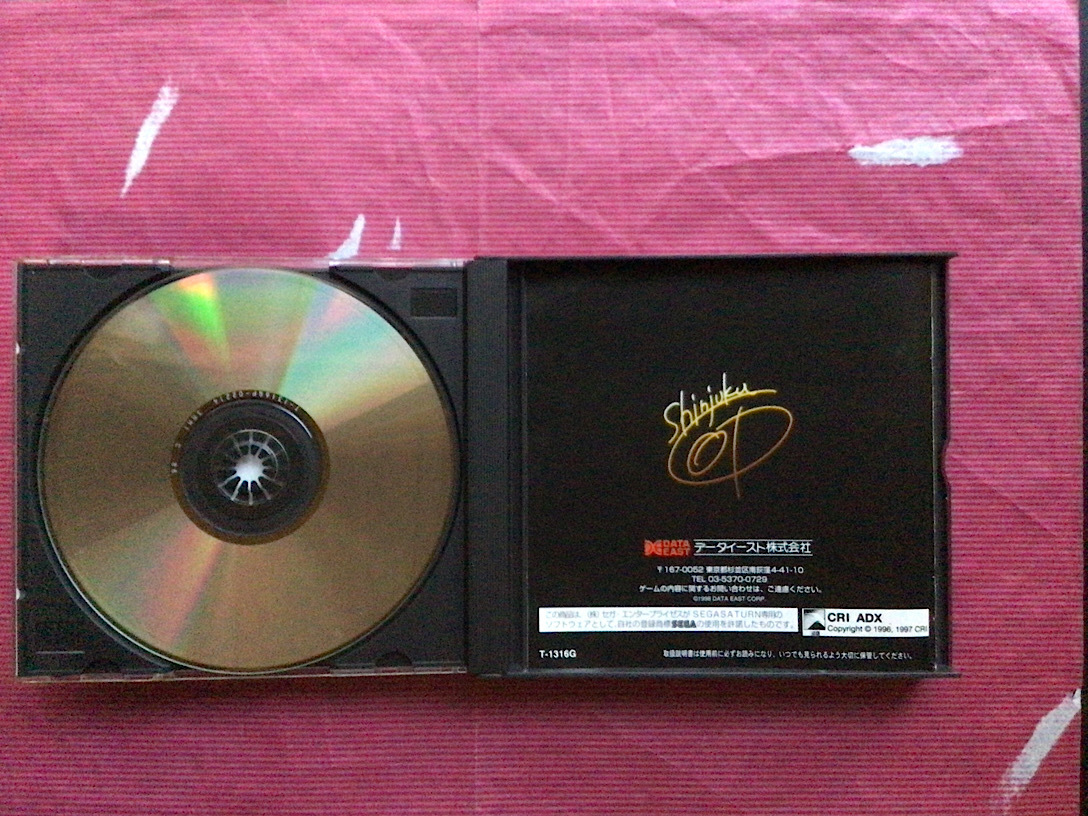 Shinjuku
DATA EAST データイースト株式会社
〒167-0052 東京都杉並区南荻窪4-41-10
TEL 03-5370-0729
ゲームの内容に関するお問い合わせは、ご遠慮ください。
©1998 DATA EAST CORP.
この商品は、(株)セガ・エンタープライゼスがSEGASATURN専用の
ソフトウェアとして、自社の登録商標SEGAの使用を許諾したものです。
CRI ADX
Copyright © 1996, 1997 CRI
T-1316G
取扱説明書は使用前に必ずお読みになり、いつでも見られるよう大切に保管してください。